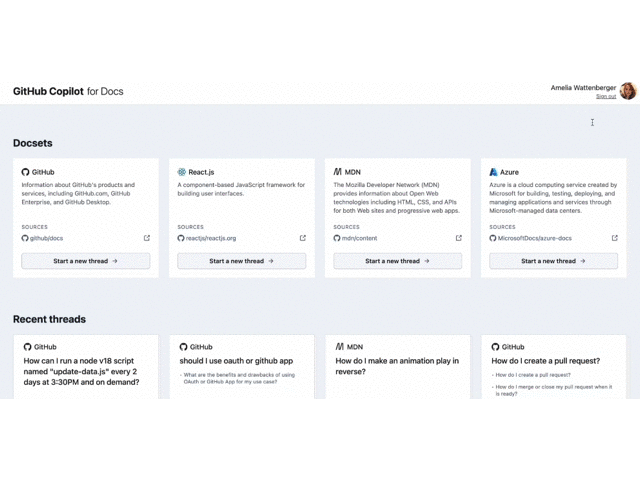 GitHub Copilot for Docs
Amelia Wattenberger
Sign out
Docsets
GitHub
Information about GitHub's products and
services, including GitHub.com, GitHub
Enterprise, and GitHub Desktop.
SOURCES
github/docs
Start a new thread →
React.js
A component-based JavaScript framework for
building user interfaces.
SOURCES
reactjs/reactjs.org
Start a new thread →
MDN
The Mozilla Developer Network (MDN)
provides information about Open Web
technologies including HTML, CSS, and APIs
for both Web sites and progressive web apps.
SOURCES
mdn/content
Start a new thread →
Azure
Azure is a cloud computing service created by
Microsoft for building, testing, deploying, and
managing applications and services through
Microsoft-managed data centers.
SOURCES
MicrosoftDocs/azure-docs
Start a new thread →
Recent threads
GitHub
How can I run a node v18 script
named "update-data.js" every 2
days at 3:30PM and on demand?
GitHub
should I use oauth or github app
- What are the benefits and drawbacks of using
OAuth or GitHub App for my use case?
MDN
How do I make an animation play in
reverse?
GitHub
How do I create a pull request?
- How do I create a pull request?
- How do I merge or close my pull request when it
is ready?